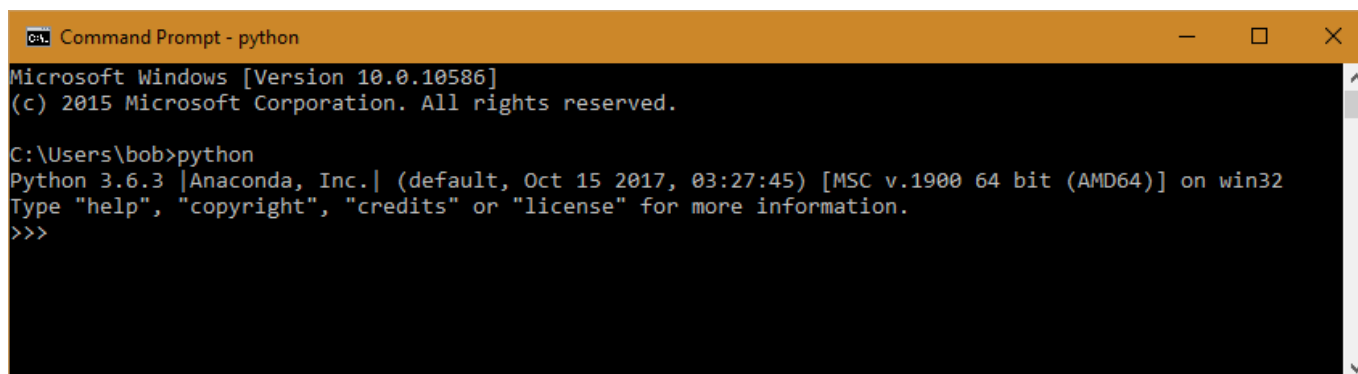 Command Prompt - python
Microsoft Windows [Version 10.0.10586]
(c) 2015 Microsoft Corporation. All rights reserved.
C:\Users\bob>python
Python 3.6.3 |Anaconda, Inc.| (default, Oct 15 2017, 03:27:45) [MSC v.1900 64 bit (AMD64)] on win32
Type "help", "copyright", "credits" or "license" for more information.
>>>